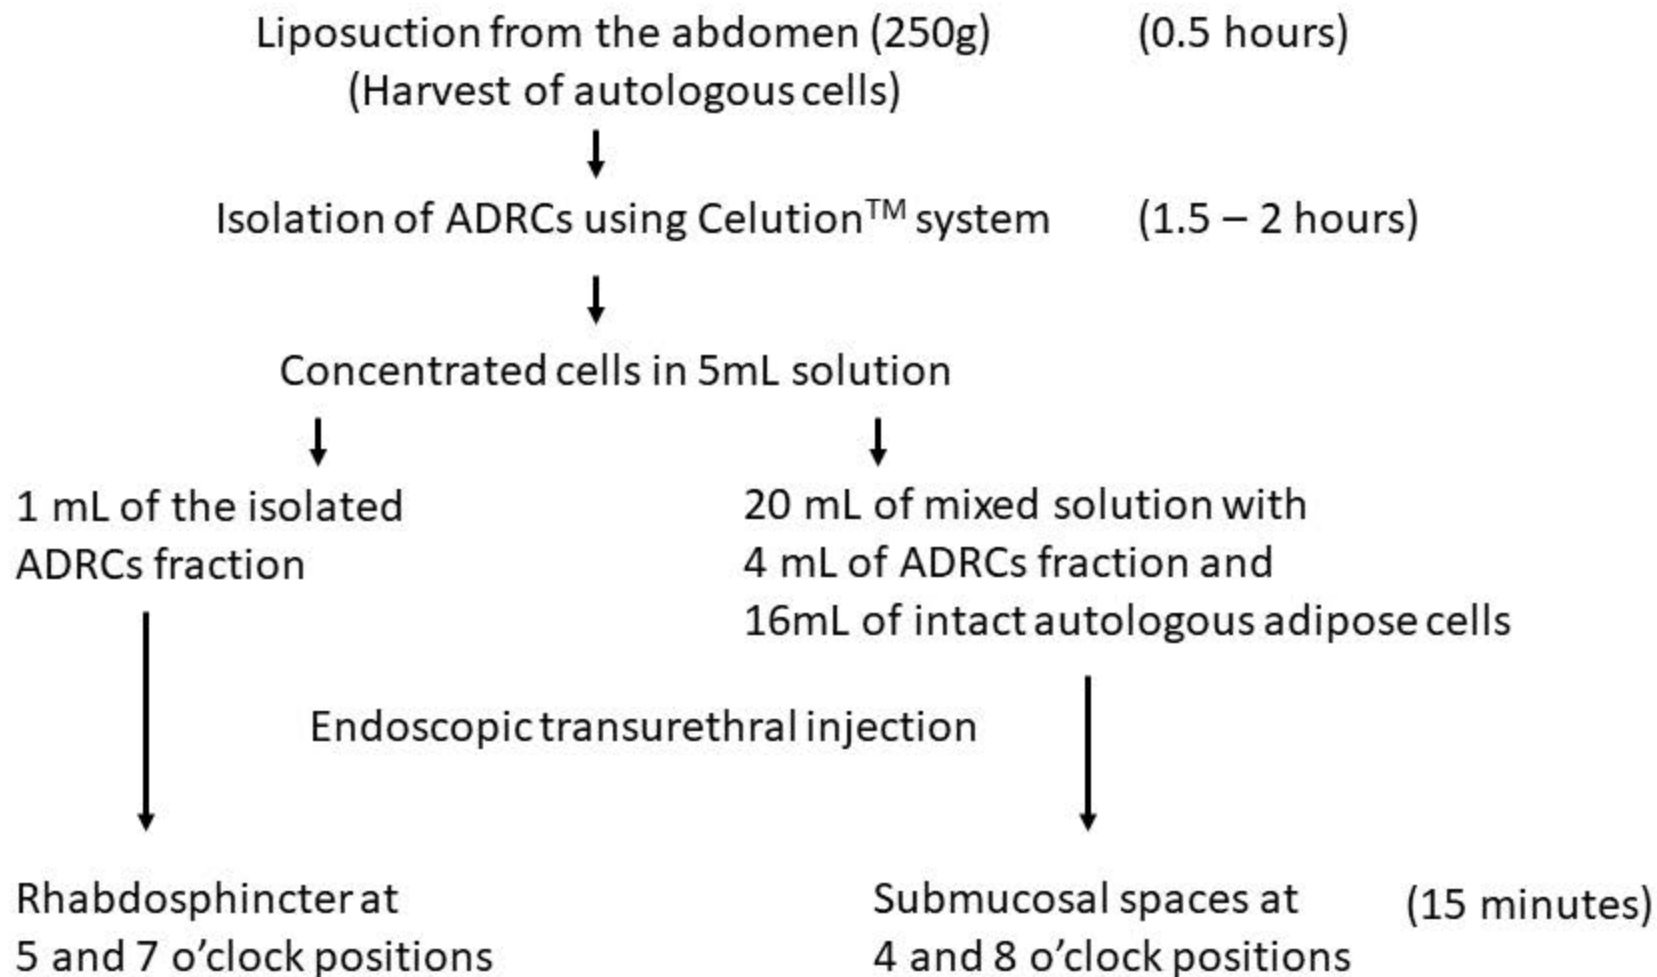 Liposuction from the abdomen (250g) (0.5 hours)
(Harvest of autologous cells)
Isolation of ADRCs using Celution™ system (1.5 – 2 hours)
Concentrated cells in 5mL solution
1 mL of the isolated
ADRCs fraction
20 mL of mixed solution with
4 mL of ADRCs fraction and
16mL of intact autologous adipose cells
Endoscopic transurethral injection
Rhabdosphincter at
5 and 7 o’clock positions
Submucosal spaces at
4 and 8 o’clock positions
(15 minutes)